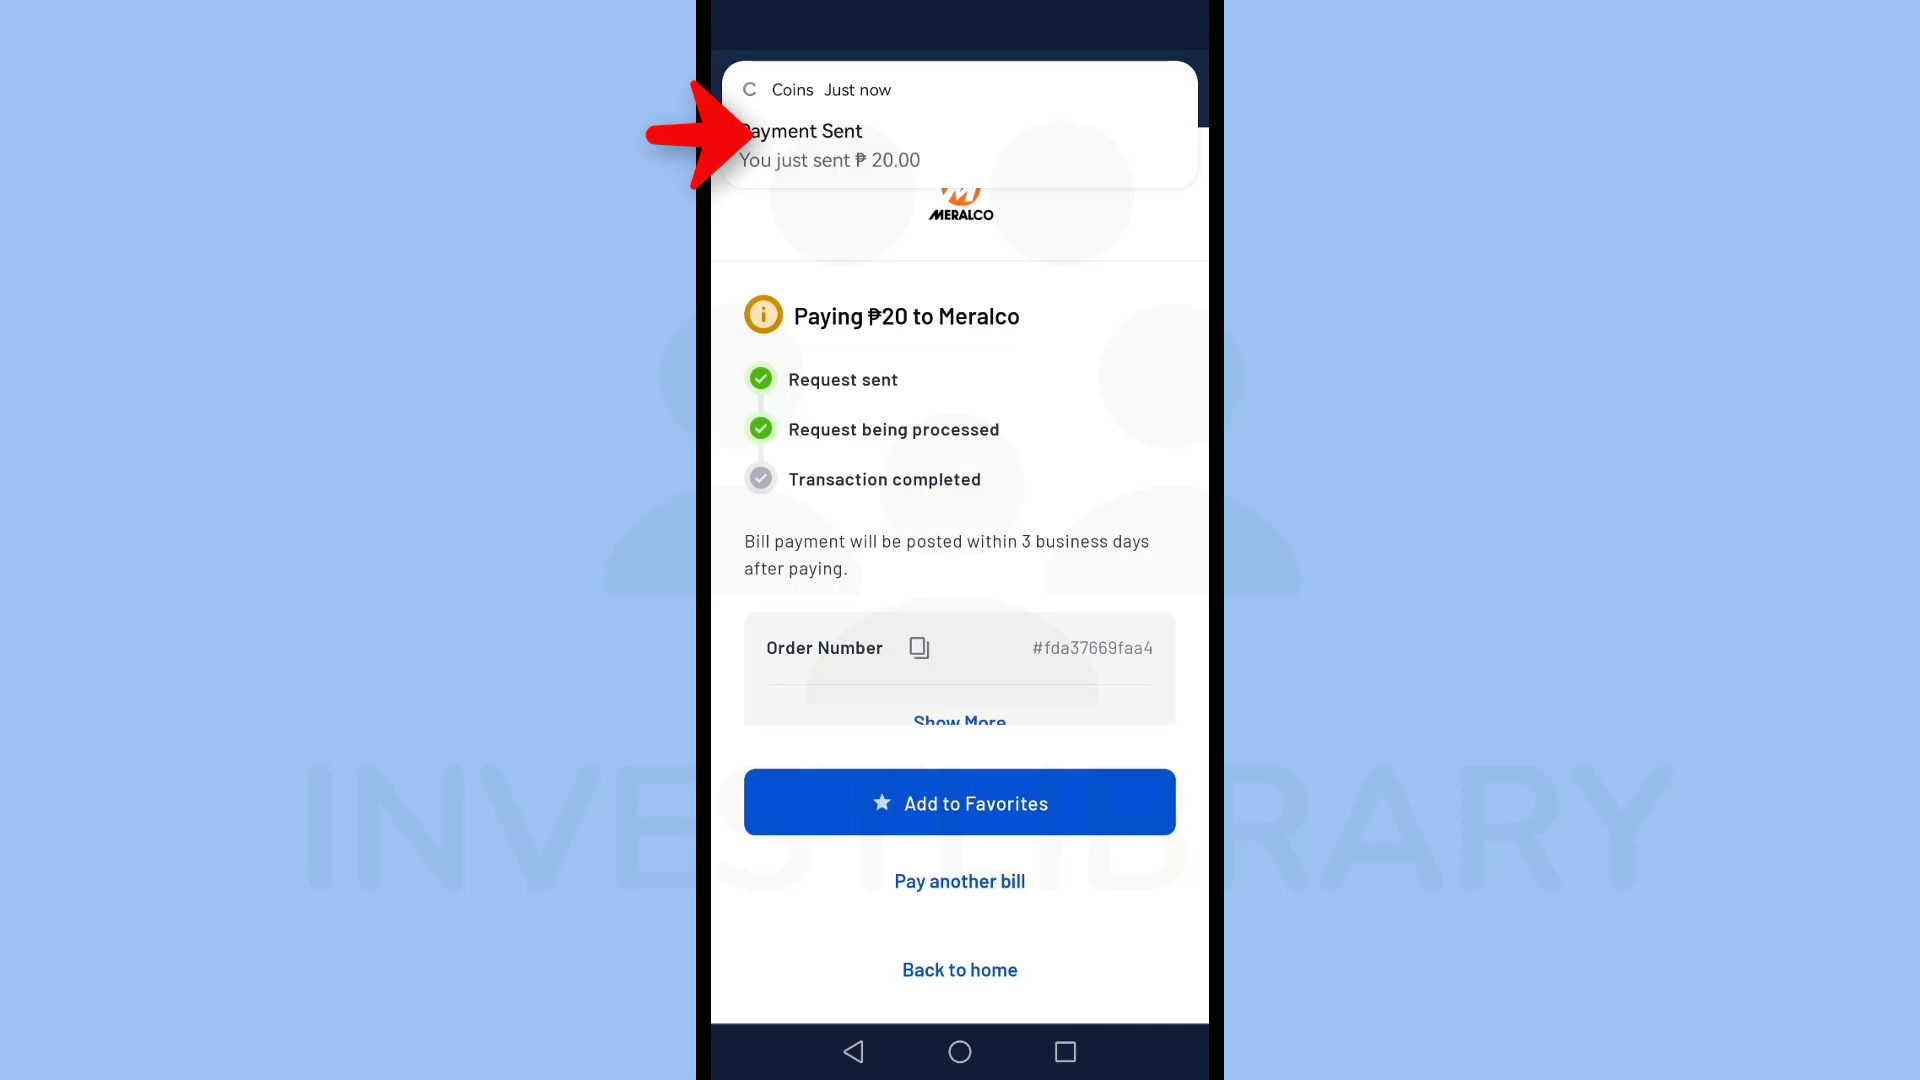 C Coins Just now
Payment Sent
You just sent ₱ 20.00
MERALCO
Paying ₱20 to Meralco
Request sent
Request being processed
Transaction completed
Bill payment will be posted within 3 business days
after paying.
Order Number #fda37669faa4
Show More
Add to Favorites
INVESTLIBRARY
Pay another bill
Back to home